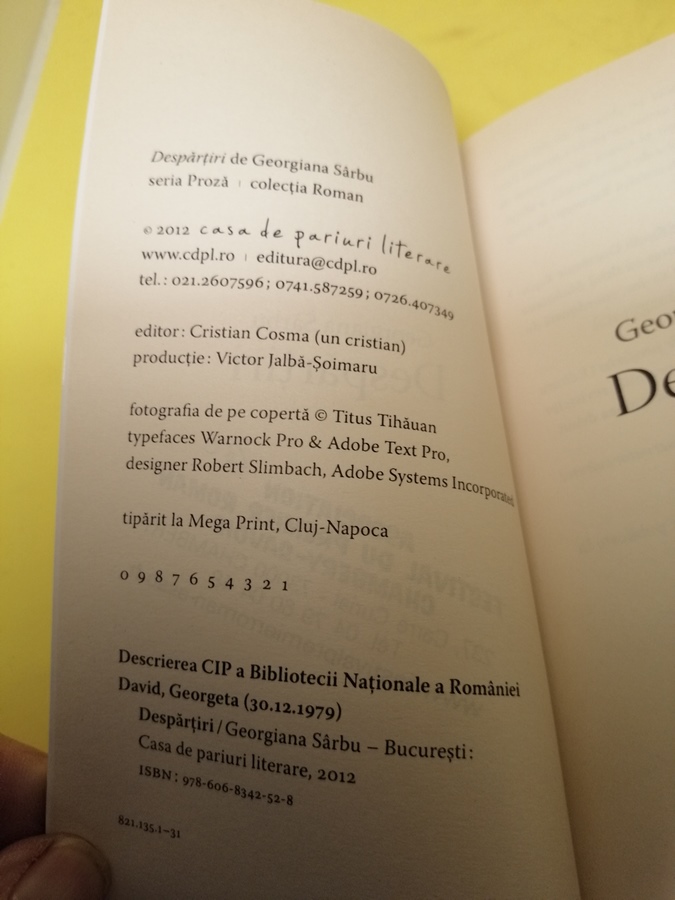 Despărțiri de Georgiana Sârbu
seria Proză | colecția Roman
© 2012 casa de pariuri literare
www.cdpl.ro | editura@cdpl.ro
tel.: 021.2607596; 0741.587259; 0726.407349
editor: Cristian Cosma (un cristian)
producție: Victor Jalbă-Șoimaru
fotografia de pe copertă © Titus Tihăuan
typefaces Warnock Pro & Adobe Text Pro,
designer Robert Slimbach, Adobe Systems Incorporated
tipărit la Mega Print, Cluj-Napoca
0 9 8 7 6 5 4 3 2 1
Descrierea CIP a Bibliotecii Naționale a României
David, Georgeta (30.12.1979)
Despărțiri / Georgiana Sârbu – București:
Casa de pariuri literare, 2012
ISBN: 978-606-8342-52-8
821.135.1-31
Geor
De